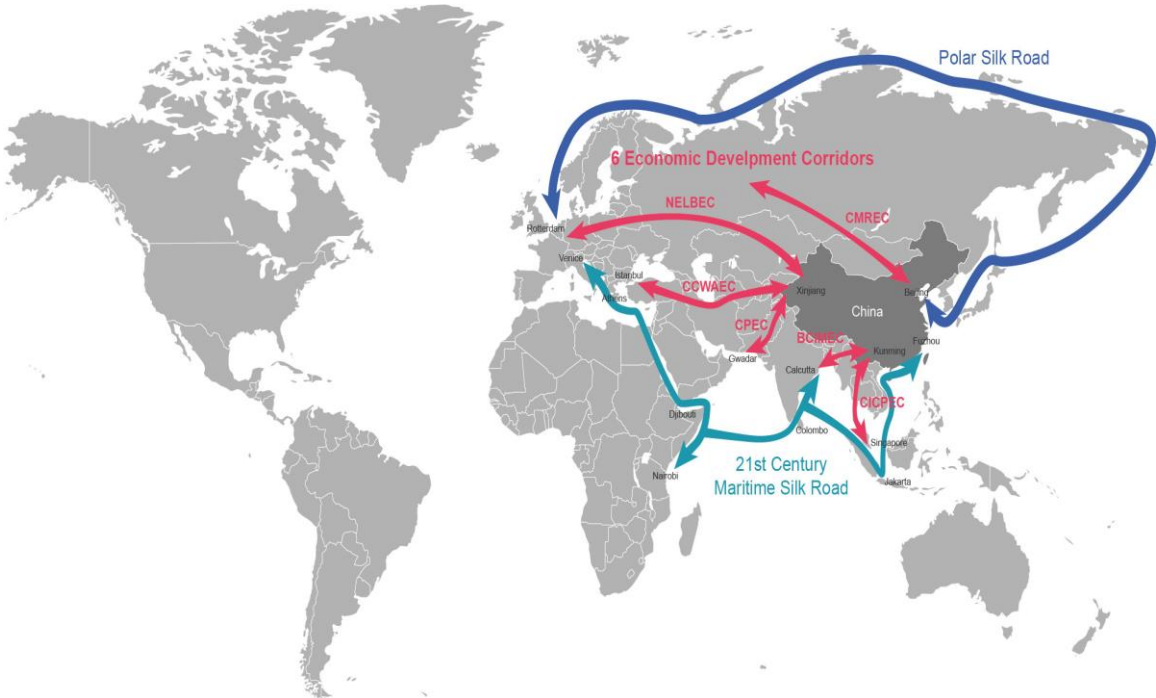 Polar Silk Road
6 Economic Develpment Corridors
NELBEC
CMREC
Rotterdam
Venice
Istanbul
Athens
CCWAEC
Xinjiang
Beijing
China
CPEC
Gwadar
BCIMEC
Kunming
Fuzhou
Calcutta
CICPEC
Djibouti
Colombo
Singapore
Nairobi
Jakarta
21st Century
Maritime Silk Road